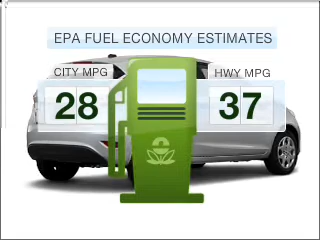 EPA FUEL ECONOMY ESTIMATES
CITY MPG
HWY MPG
28
37